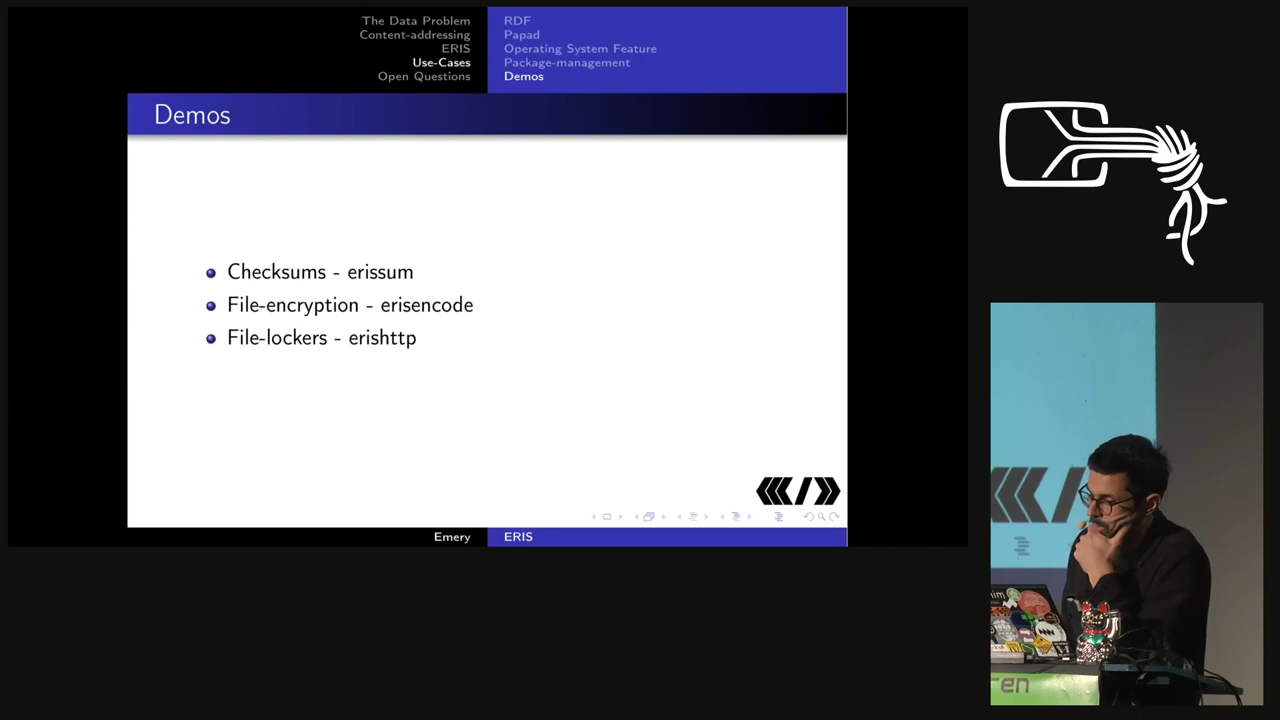 The Data Problem
Content-addressing
ERIS
Use-Cases
Open Questions
RDF
Papad
Operating System Feature
Package-management
Demos
Demos
Checksums - erissum
File-encryption - erisencode
File-lockers - erishttp
Emery
ERIS